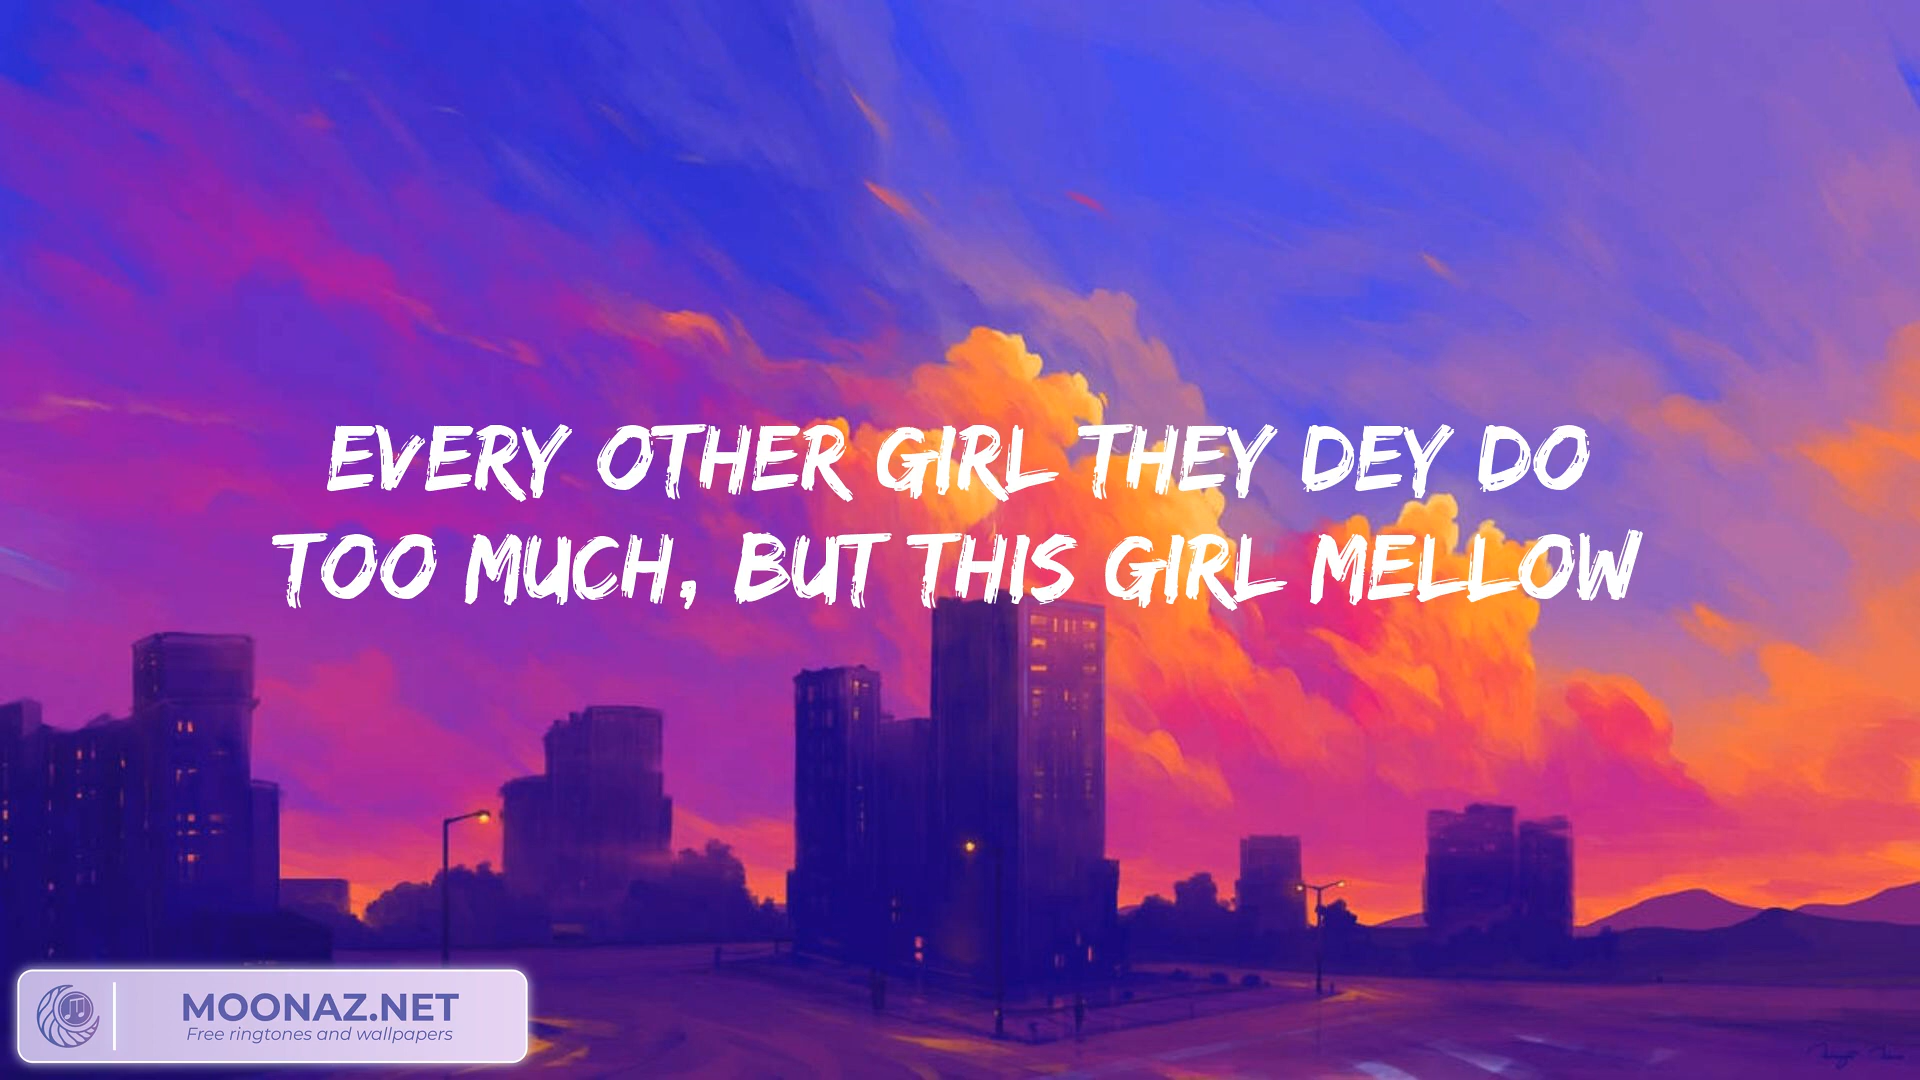 EVERY OTHER GIRL THEY DEY DO
TOO MUCH, BUT THIS GIRL MELLOW
MOONAZ.NET
Free ringtones and wallpapers